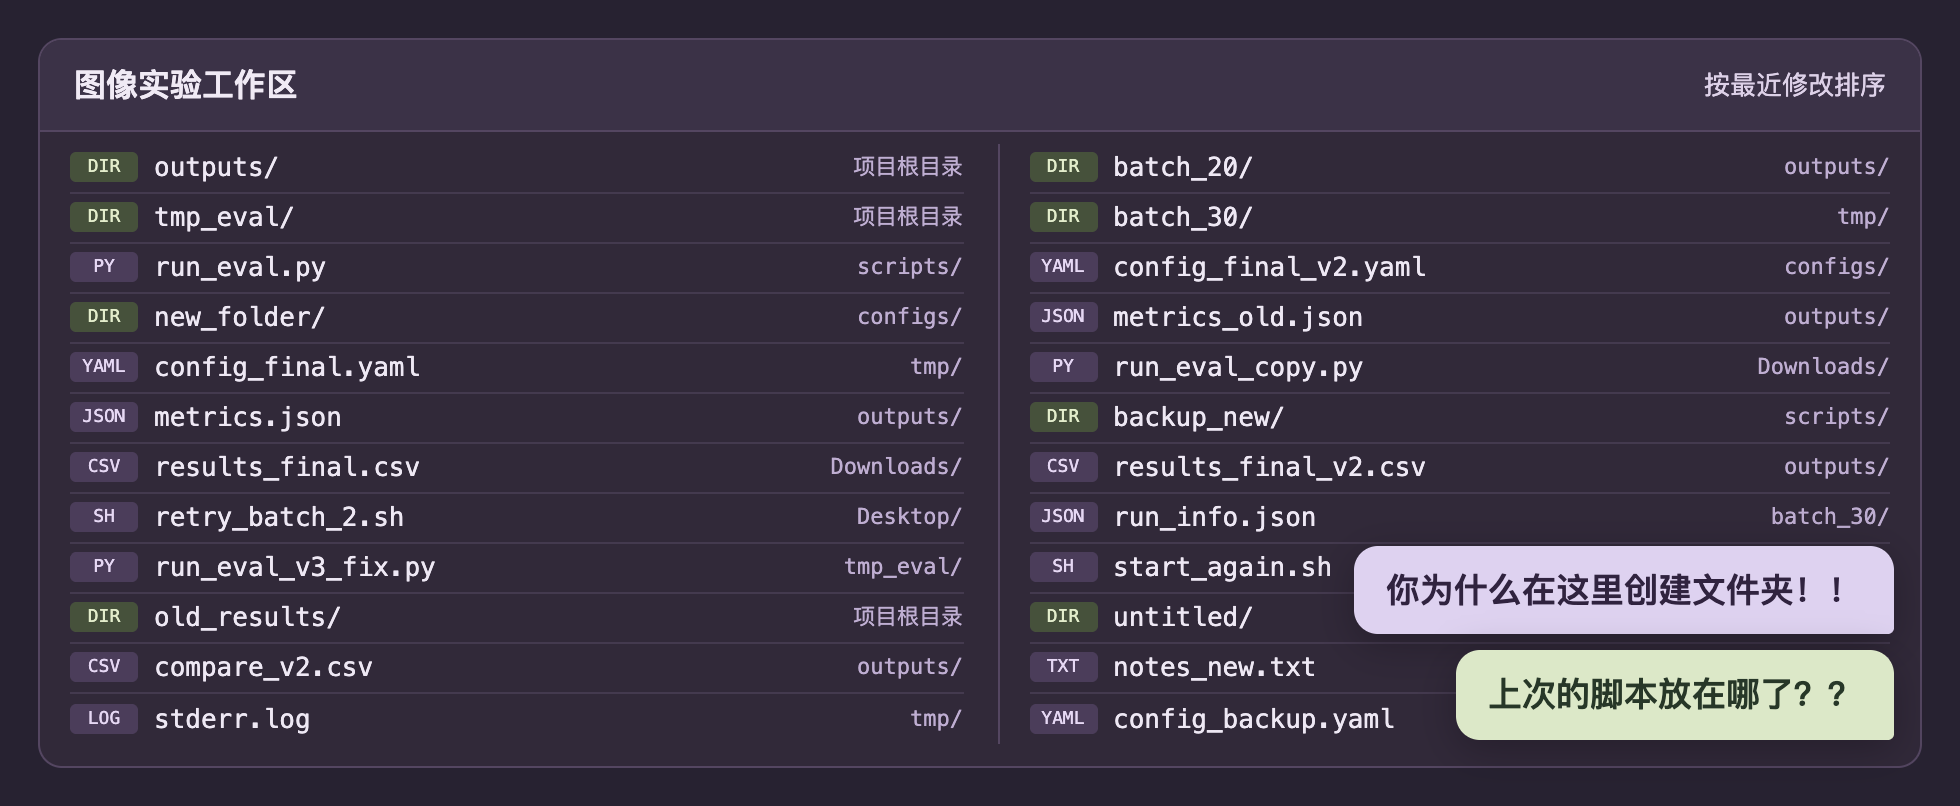 图像实验工作区 按最近修改排序
DIR outputs/ 项目根目录
DIR tmp_eval/ 项目根目录
PY run_eval.py scripts/
DIR new_folder/ configs/
YAML config_final.yaml tmp/
JSON metrics.json outputs/
CSV results_final.csv Downloads/
SH retry_batch_2.sh Desktop/
PY run_eval_v3_fix.py tmp_eval/
DIR old_results/ 项目根目录
CSV compare_v2.csv outputs/
LOG stderr.log tmp/
DIR batch_20/ outputs/
DIR batch_30/ tmp/
YAML config_final_v2.yaml configs/
JSON metrics_old.json outputs/
PY run_eval_copy.py Downloads/
DIR backup_new/ scripts/
CSV results_final_v2.csv outputs/
JSON run_info.json batch_30/
SH start_again.sh
DIR untitled/
TXT notes_new.txt
YAML config_backup.yaml
你为什么在这里创建文件夹！！
上次的脚本放在哪了？？